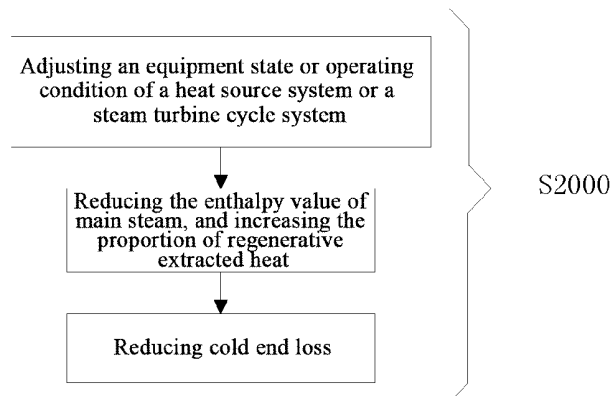 Adjusting an equipment state or operating
condition of a heat source system or a
steam turbine cycle system
Reducing the enthalpy value of
main steam, and increasing the
proportion of regenerative
extracted heat
Reducing cold end loss
S2000